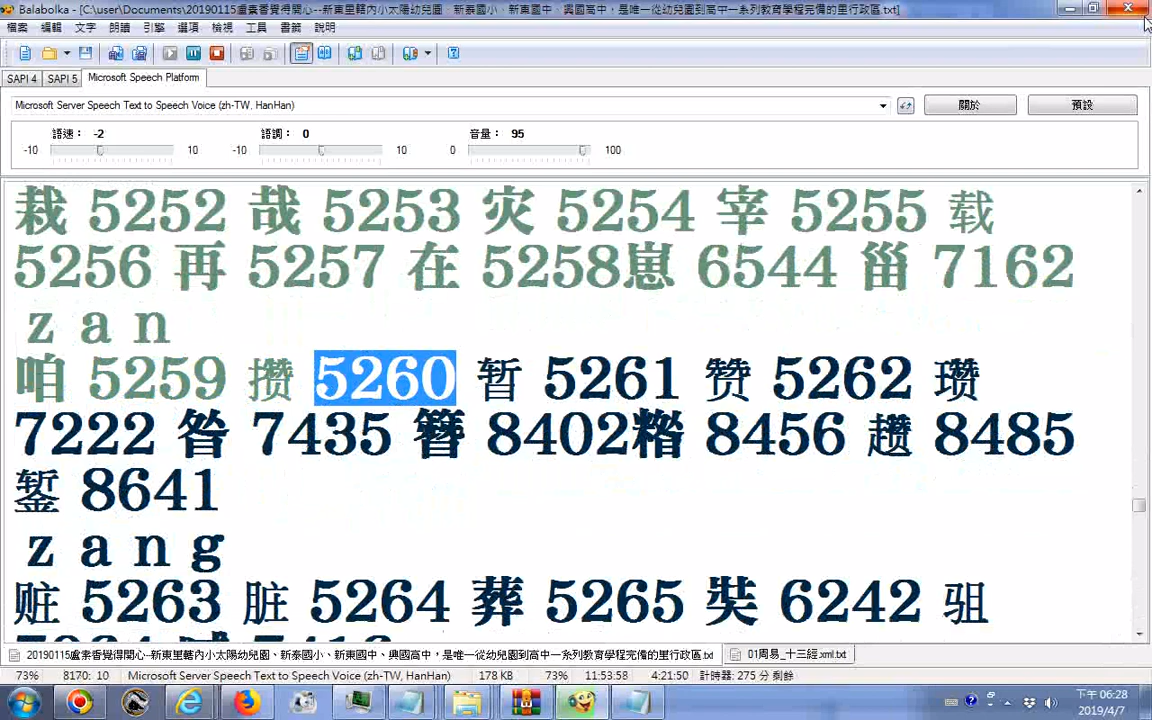 Balabolka - [C:\user\Documents\20190115盧素香覺得開心--新東里轄內小太陽幼兒園、新泰國小、新東國中、興國高中，是唯一從幼兒園到高中一系列教育學程完備的里行政區.txt]
檔案 編輯 文字 朗讀 引擎 選項 檢視 工具 書籤 說明
SAPI 4 SAPI 5 Microsoft Speech Platform
Microsoft Server Speech Text to Speech Voice (zh-TW, HanHan) 關於 預設
語速： -2 語調： 0 音量： 95
-10 10 -10 10 0 100
栽 5252 哉 5253 灾 5254 宰 5255 载
5256 再 5257 在 5258崽 6544 甾 7162
z a n
咱 5259 攒 5260 暂 5261 赞 5262 瓒
7222 昝 7435 簪 8402糌 8456 趱 8485
錾 8641
z a n g
赃 5263 脏 5264 葬 5265 奘 6242 驵
20190115盧素香覺得開心--新東里轄內小太陽幼兒園、新泰國小、新東國中、興國高中，是唯一從幼兒園到高中一系列教育學程完備的里行政區.txt 01周易_十三經.xml.txt
73% 8170: 10 Microsoft Server Speech Text to Speech Voice (zh-TW, HanHan) 178 KB 73% 11:53:58 4:21:50 計時器: 275 分 剩餘
下午 06:28
2019/4/7